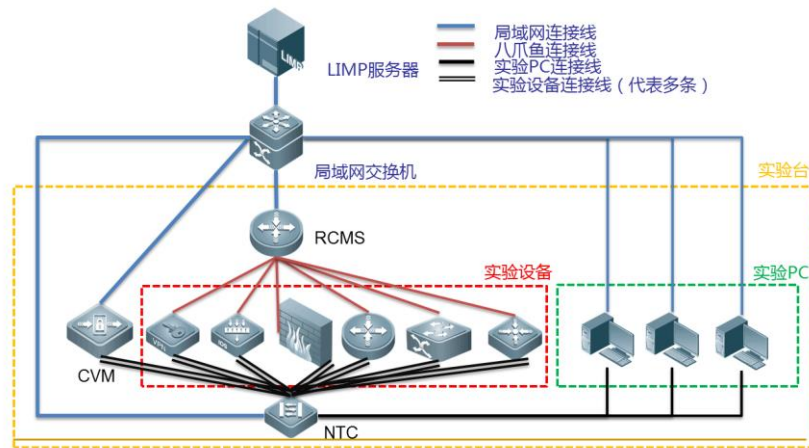 LIMP
LIMP服务器
局域网连接线
八爪鱼连接线
实验PC连接线
实验设备连接线（代表多条）
局域网交换机
实验台
RCMS
实验设备
实验PC
VPN
IDS
CVM
NTC